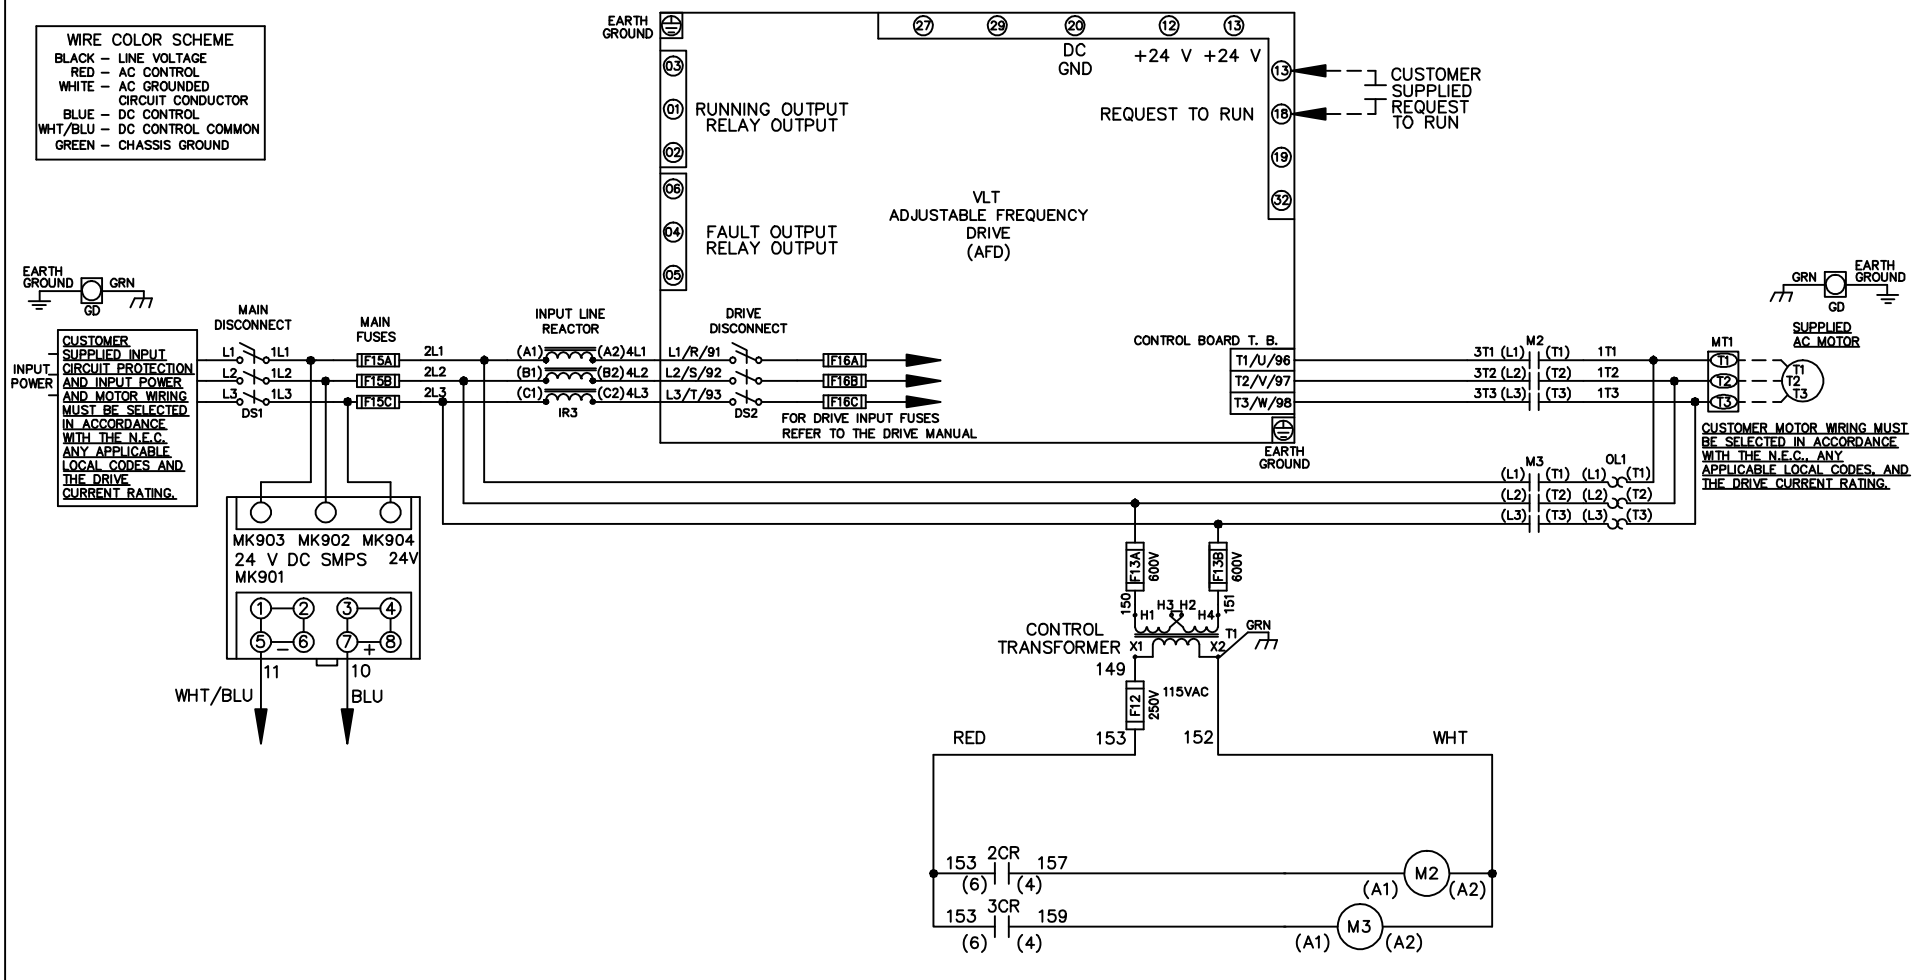 WIRE COLOR SCHEME
BLACK – LINE VOLTAGE
RED – AC CONTROL
WHITE – AC GROUNDED
CIRCUIT CONDUCTOR
BLUE – DC CONTROL
WHT/BLU – DC CONTROL COMMON
GREEN – CHASSIS GROUND
EARTH
GROUND
27
29
20
12
13
DC
GND
+24 V
+24 V
03
01
02
RUNNING OUTPUT
RELAY OUTPUT
06
04
05
FAULT OUTPUT
RELAY OUTPUT
13
18
19
32
REQUEST TO RUN
CUSTOMER
SUPPLIED
REQUEST
TO RUN
VLT
ADJUSTABLE FREQUENCY
DRIVE
(AFD)
EARTH
GROUND
GRN
GD
INPUT
POWER
CUSTOMER
SUPPLIED INPUT
CIRCUIT PROTECTION
AND INPUT POWER
AND MOTOR WIRING
MUST BE SELECTED
IN ACCORDANCE
WITH THE N.E.C.
ANY APPLICABLE
LOCAL CODES AND
THE DRIVE
CURRENT RATING.
MAIN
DISCONNECT
MAIN
FUSES
INPUT LINE
REACTOR
DRIVE
DISCONNECT
L1 1L1 F15A 2L1 (A1) (A2) 4L1 L1/R/91 F16A
L2 1L2 F15B 2L2 (B1) (B2) 4L2 L2/S/92 F16B
L3 1L3 F15C 2L3 (C1) (C2) 4L3 L3/T/93 F16C
DS1
IR3
DS2
FOR DRIVE INPUT FUSES
REFER TO THE DRIVE MANUAL
CONTROL BOARD T. B.
T1/U/96
T2/V/97
T3/W/98
EARTH
GROUND
M2
3T1 (L1) (T1) 1T1
3T2 (L2) (T2) 1T2
3T3 (L3) (T3) 1T3
MT1
T1
T2
T3
T1
T2
T3
GRN
GD
EARTH
GROUND
SUPPLIED
AC MOTOR
CUSTOMER MOTOR WIRING MUST
BE SELECTED IN ACCORDANCE
WITH THE N.E.C., ANY
APPLICABLE LOCAL CODES, AND
THE DRIVE CURRENT RATING.
M3
OL1
(L1) (T1) (L1) (T1)
(L2) (T2) (L2) (T2)
(L3) (T3) (L3) (T3)
MK903 MK902 MK904
24 V DC SMPS 24V
MK901
1 2 3 4
5 – 6 7 + 8
11
10
WHT/BLU
BLU
F13A
600V
F13B
600V
150
151
H1 H3 H2 H4
CONTROL
TRANSFORMER
X1
X2
T1
GRN
149
F12
250V
115VAC
153
152
RED
WHT
153 2CR 157
(6) (4)
M2
(A1) (A2)
153 3CR 159
(6) (4)
M3
(A1) (A2)